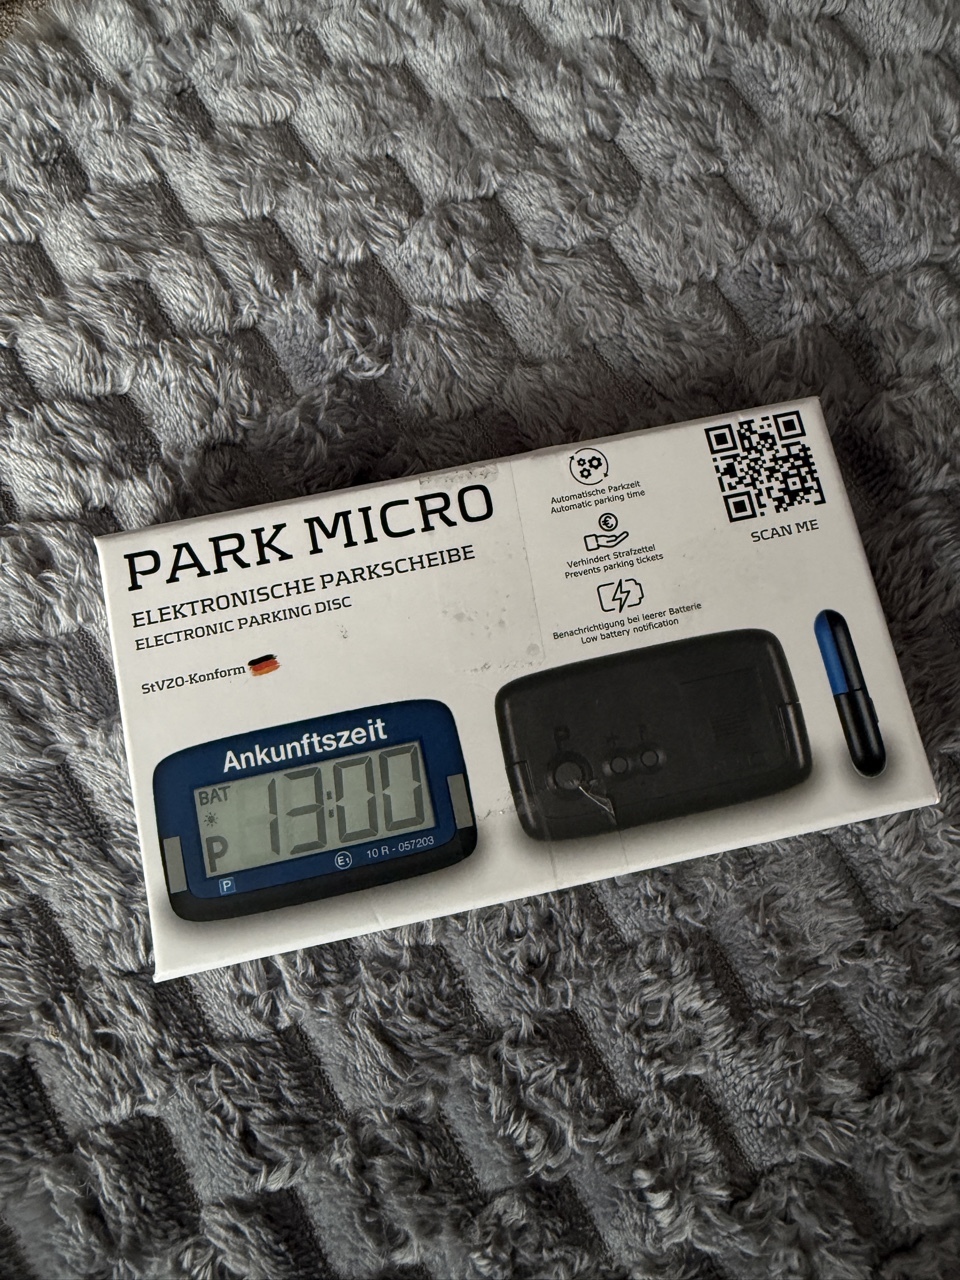 PARK MICRO
ELEKTRONISCHE PARKSCHEIBE
ELECTRONIC PARKING DISC
StVZO-Konform
Automatische Parkzeit
Automatic parking time
€
Verhindert Strafzettel
Prevents parking tickets
Benachrichtigung bei leerer Batterie
Low battery notification
SCAN ME
Ankunftszeit
BAT
13:00
P
P
E1 10 R - 057203